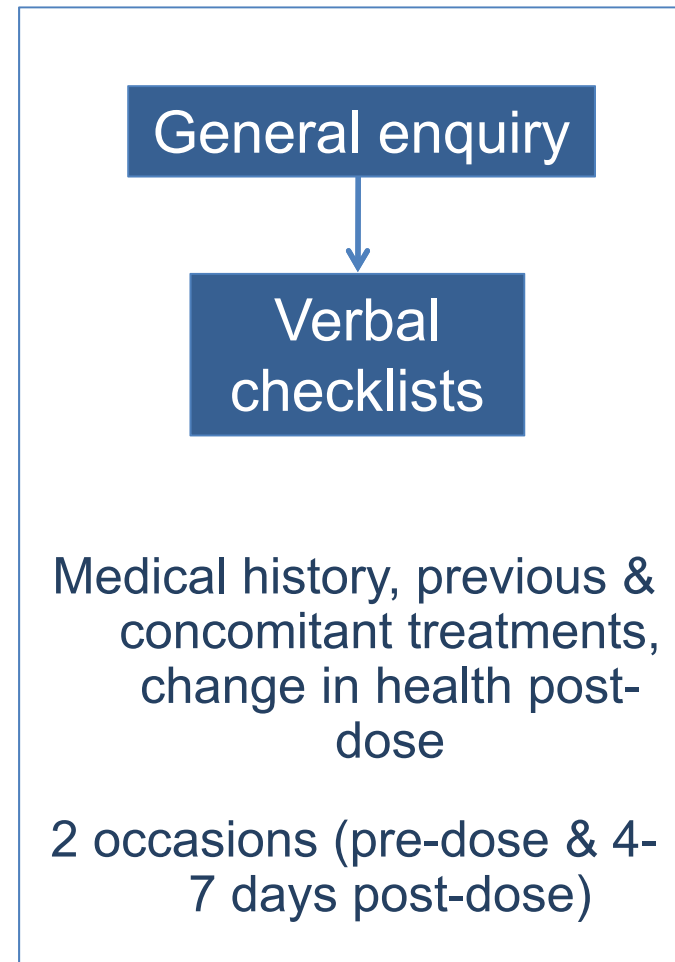 General enquiry
Verbal
checklists
Medical history, previous &
concomitant treatments,
change in health post-
dose
2 occasions (pre-dose & 4-
7 days post-dose)